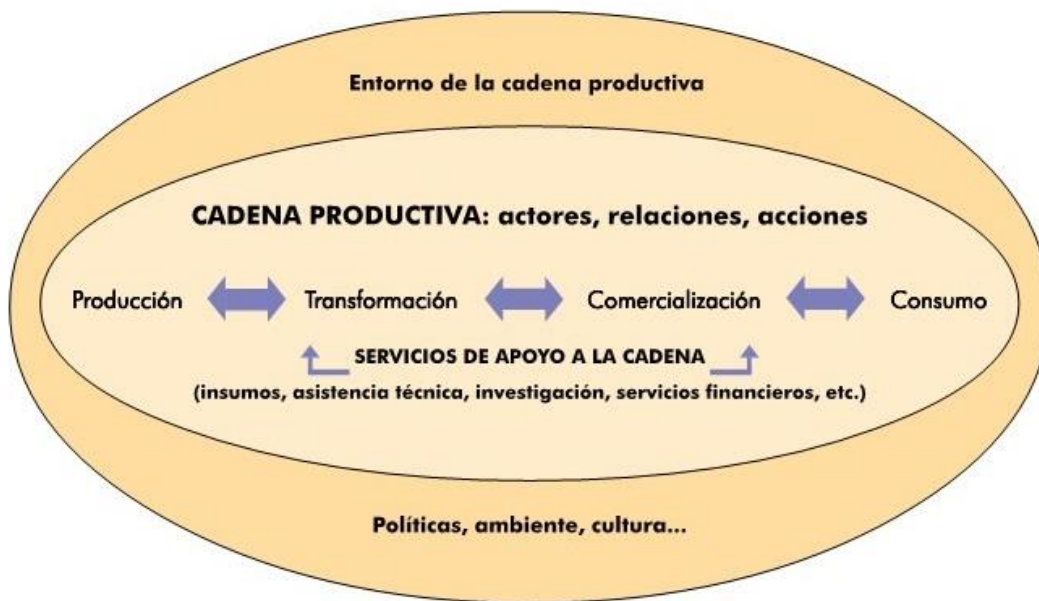 Entorno de la cadena productiva
CADENA PRODUCTIVA: actores, relaciones, acciones
Producción Transformación Comercialización Consumo
SERVICIOS DE APOYO A LA CADENA
(insumos, asistencia técnica, investigación, servicios financieros, etc.)
Políticas, ambiente, cultura...